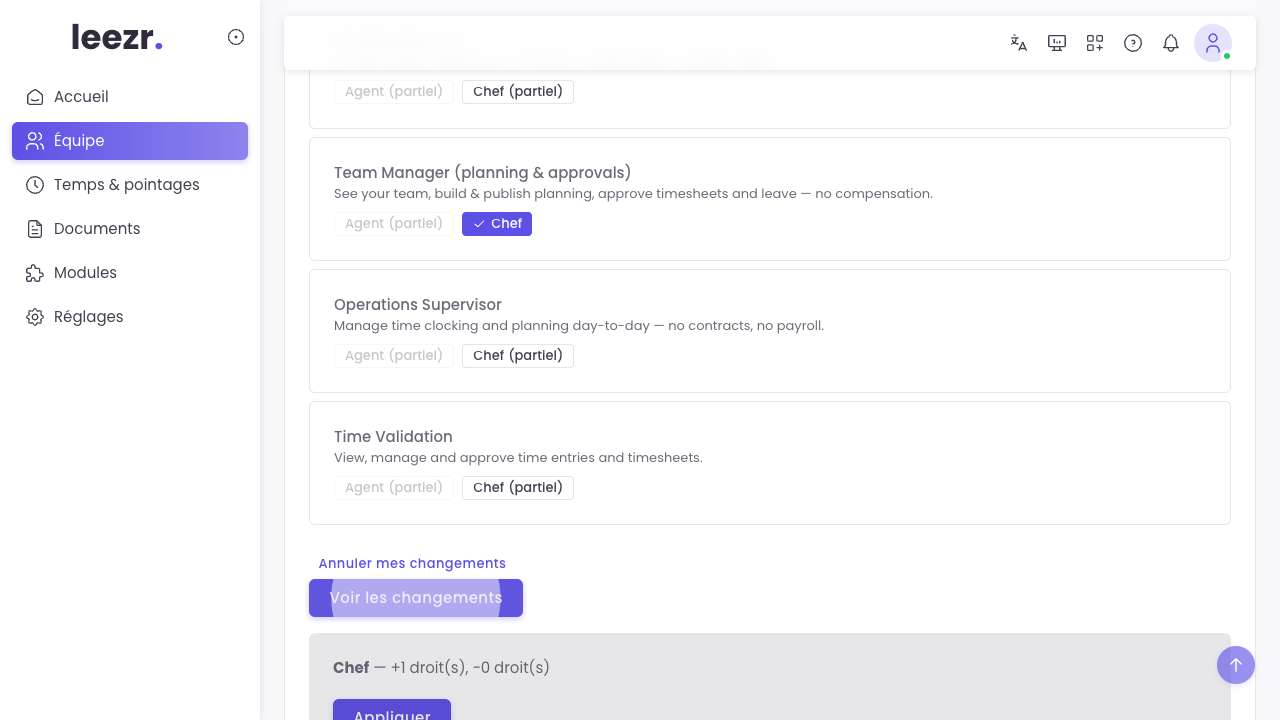 leezr.
Accueil
Équipe
Temps & pointages
Documents
Modules
Réglages
Agent (partiel)
Chef (partiel)
Team Manager (planning & approvals)
See your team, build & publish planning, approve timesheets and leave — no compensation.
Agent (partiel)
Chef
Operations Supervisor
Manage time clocking and planning day-to-day — no contracts, no payroll.
Agent (partiel)
Chef (partiel)
Time Validation
View, manage and approve time entries and timesheets.
Agent (partiel)
Chef (partiel)
Annuler mes changements
Voir les changements
Chef — +1 droit(s), -0 droit(s)
Appliquer